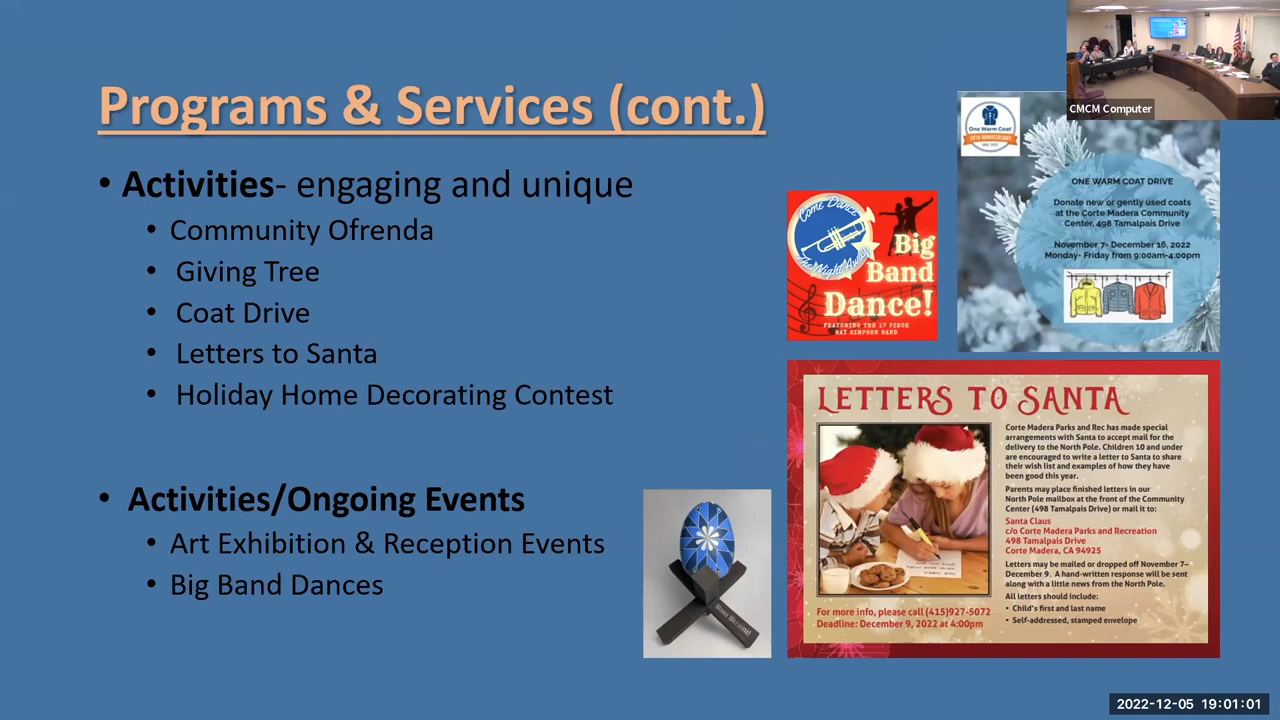 Programs & Services (cont.)
• Activities- engaging and unique
• Community Ofrenda
• Giving Tree
• Coat Drive
• Letters to Santa
• Holiday Home Decorating Contest
• Activities/Ongoing Events
• Art Exhibition & Reception Events
• Big Band Dances
CMCM Computer
One Warm Coat
ONE WARM COAT DRIVE
Donate new or gently used coats
at the Corte Madera Community
Center, 498 Tamalpais Drive
November 7- December 16, 2022
Monday- Friday from 9:00am-4:00pm
Come Dance
The Night Away
Big
Band
Dance!
FEATURING THE 17 PIECE
RAY SIMPSON BAND
LETTERS TO SANTA
Corte Madera Parks and Rec has made special
arrangements with Santa to accept mail for the
delivery to the North Pole. Children 10 and under
are encouraged to write a letter to Santa to share
their wish list and examples of how they have
been good this year.
Parents may place finished letters in our
North Pole mailbox at the front of the Community
Center (498 Tamalpais Drive) or mail it to:
Santa Claus
c/o Corte Madera Parks and Recreation
498 Tamalpais Drive
Corte Madera, CA 94925
Letters may be mailed or dropped off November 7–
December 9. A hand-written response will be sent
along with a little news from the North Pole.
All letters should include:
• Child's first and last name
• Self-addressed, stamped envelope
For more info, please call (415)927-5072
Deadline: December 9, 2022 at 4:00pm
2022-12-05 19:01:01